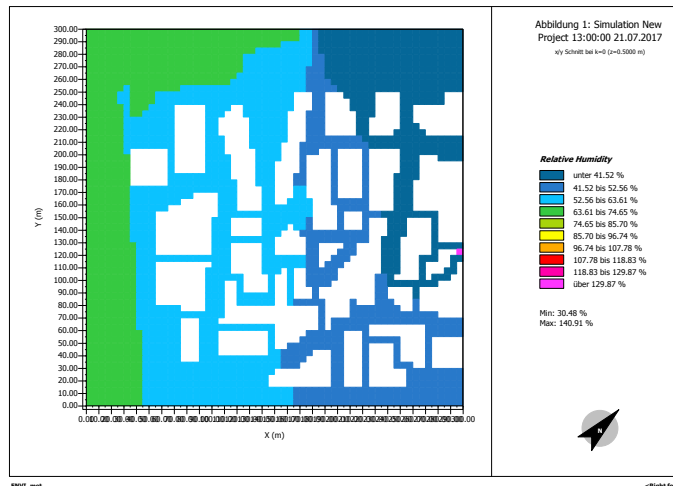 Abbildung 1: Simulation New
Project 13:00:00 21.07.2017
x/y Schnitt bei k=0 (z=0.5000 m)
300.00
290.00
280.00
270.00
260.00
250.00
240.00
230.00
220.00
210.00
200.00
190.00
180.00
170.00
160.00
150.00
140.00
130.00
120.00
110.00
100.00
90.00
80.00
70.00
60.00
50.00
40.00
30.00
20.00
10.00
0.00
Y (m)
X (m)
Relative Humidity
unter 41.52 %
41.52 bis 52.56 %
52.56 bis 63.61 %
63.61 bis 74.65 %
74.65 bis 85.70 %
85.70 bis 96.74 %
96.74 bis 107.78 %
107.78 bis 118.83 %
118.83 bis 129.87 %
über 129.87 %
Min: 30.48 %
Max: 140.91 %
N